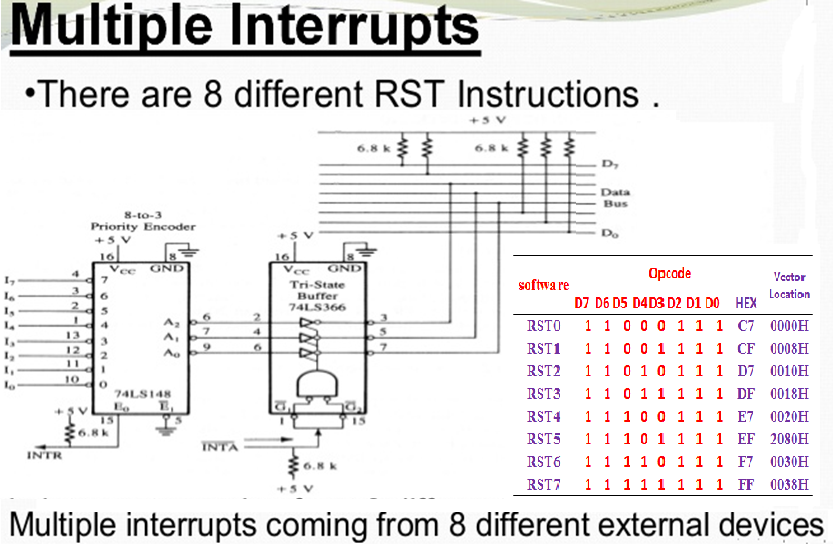 Multiple Interrupts
•There are 8 different RST Instructions .
+5 V
6.8 k
6.8 k
D7
Data
Bus
D0
8-to-3
Priority Encoder
+5 V
16
8
Vcc GND
I7 4 7
I6 3 6
I5 2 5
I4 1 4
I3 13 3
I2 12 2
I1 11 1
I0 10 0
A2 6
A1 7
A0 9
74LS148
E0 E1
15 5
+5 V
6.8 k
INTR
+5 V
16
8
Vcc GND
Tri-State
Buffer
74LS366
2 3
4 5
6 7
G1 G2
1 15
INTA
6.8 k
+5 V
software Opcode Vector
Location
D7 D6 D5 D4 D3 D2 D1 D0 HEX
RST0 1 1 0 0 0 1 1 1 C7 0000H
RST1 1 1 0 0 1 1 1 1 CF 0008H
RST2 1 1 0 1 0 1 1 1 D7 0010H
RST3 1 1 0 1 1 1 1 1 DF 0018H
RST4 1 1 1 0 0 1 1 1 E7 0020H
RST5 1 1 1 0 1 1 1 1 EF 2080H
RST6 1 1 1 1 0 1 1 1 F7 0030H
RST7 1 1 1 1 1 1 1 1 FF 0038H
Multiple interrupts coming from 8 different external devices